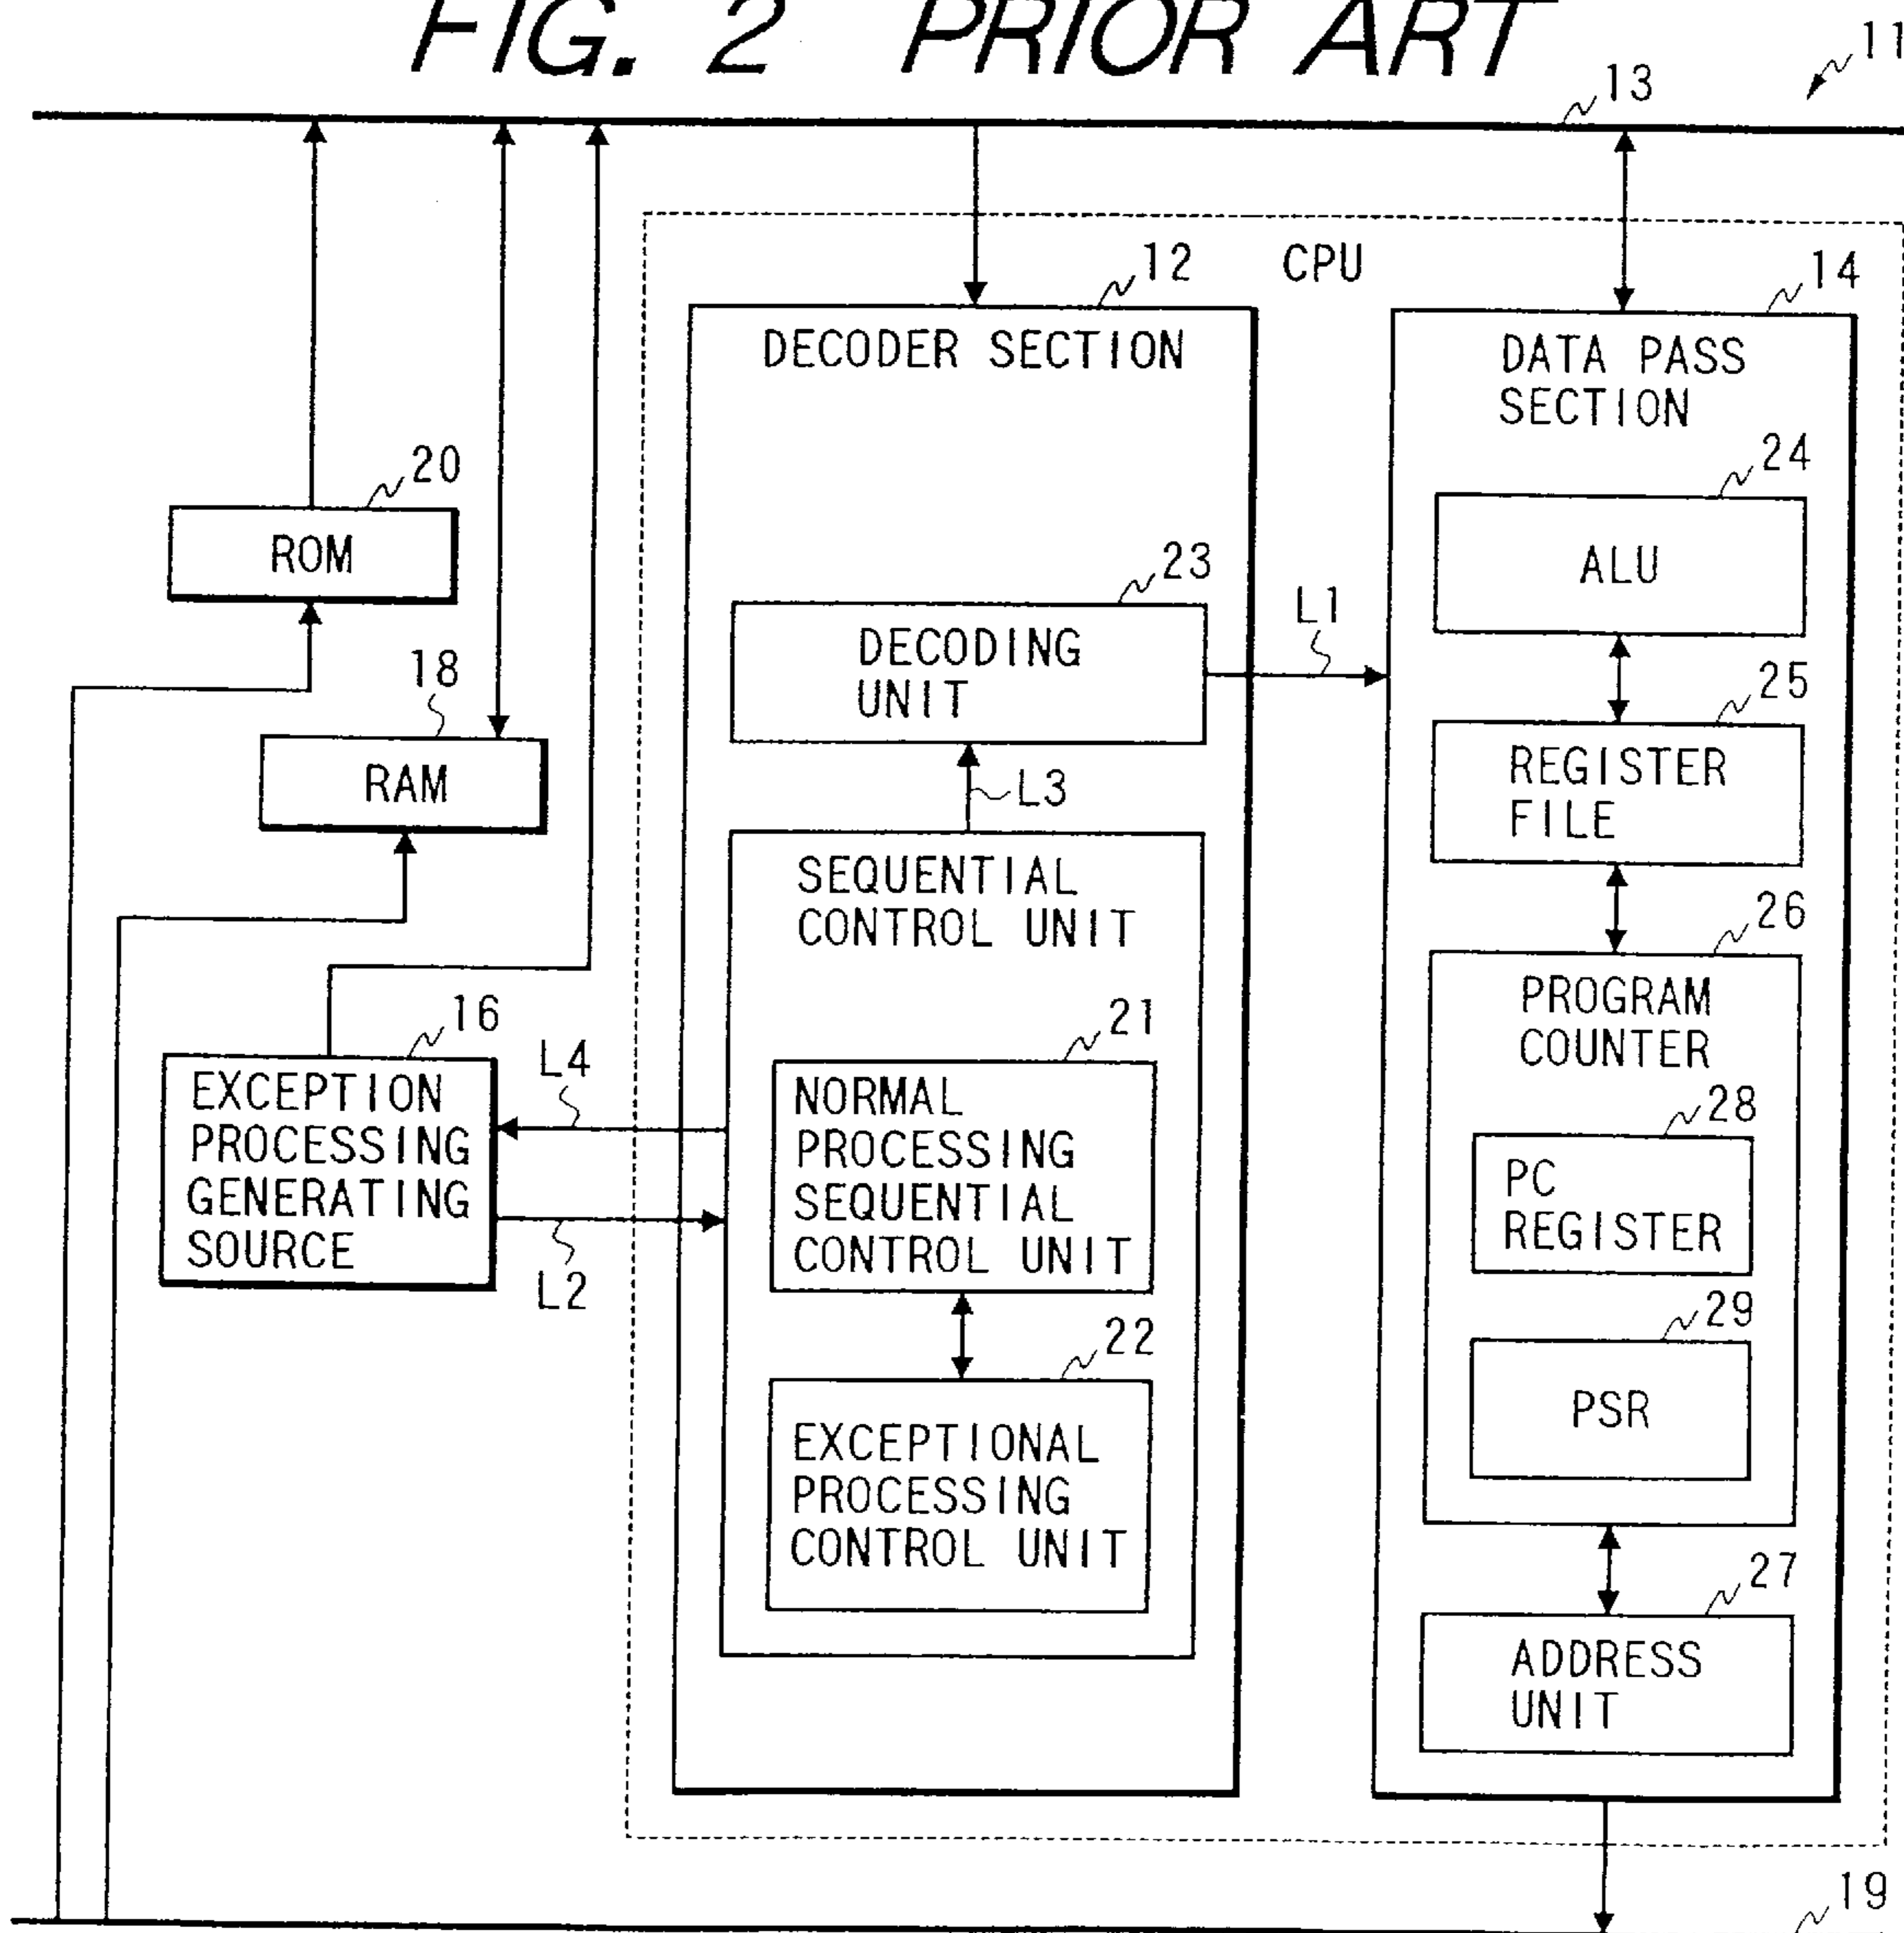 FIG. 2 PRIOR ART
11
13
CPU
12
DECODER SECTION
14
DATA PASS
SECTION
20
ROM
24
ALU
23
DECODING
UNIT
L1
18
RAM
25
REGISTER
FILE
L3
SEQUENTIAL
CONTROL UNIT
26
PROGRAM
COUNTER
16
EXCEPTION
PROCESSING
GENERATING
SOURCE
L4
L2
21
NORMAL
PROCESSING
SEQUENTIAL
CONTROL UNIT
28
PC
REGISTER
22
EXCEPTIONAL
PROCESSING
CONTROL UNIT
29
PSR
27
ADDRESS
UNIT
19